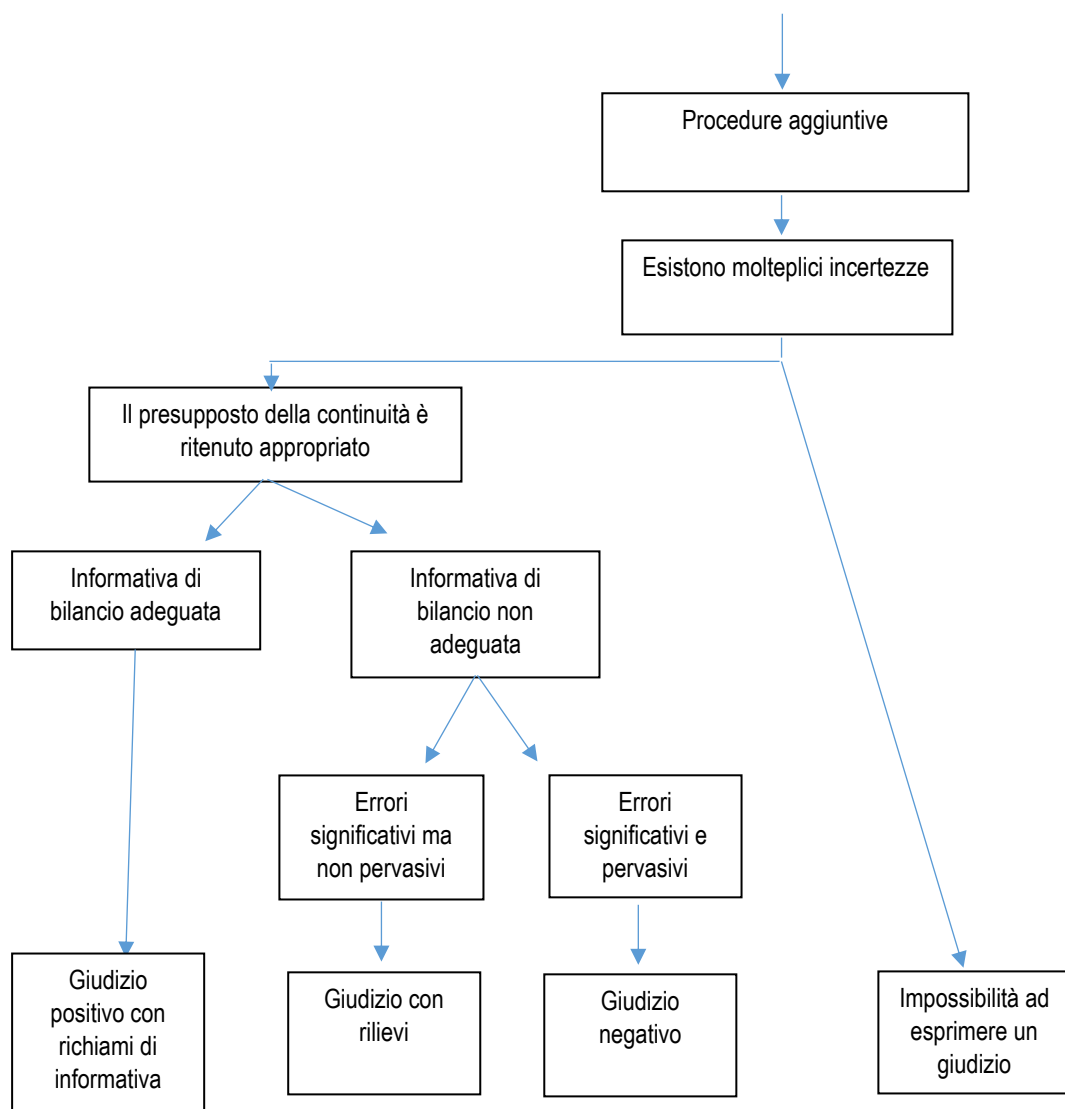 Procedure aggiuntive
Esistono molteplici incertezze
Il presupposto della continuità è
ritenuto appropriato
Informativa di
bilancio adeguata
Informativa di
bilancio non
adeguata
Errori
significativi ma
non pervasivi
Errori
significativi e
pervasivi
Giudizio
positivo con
richiami di
informativa
Giudizio con
rilievi
Giudizio
negativo
Impossibilità ad
esprimere un
giudizio